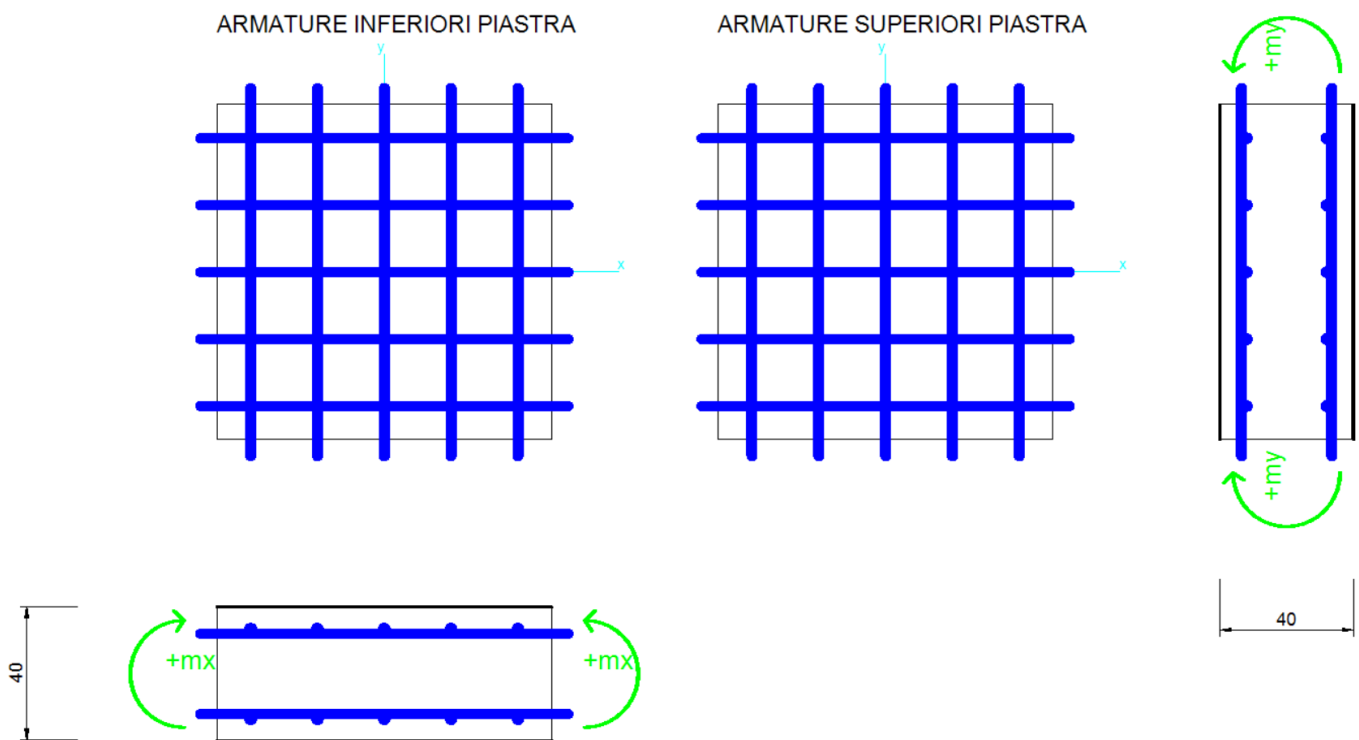 ARMATURE INFERIORI PIASTRA
ARMATURE SUPERIORI PIASTRA
y
y
+my
x
x
+my
40
+mx
+mx
40